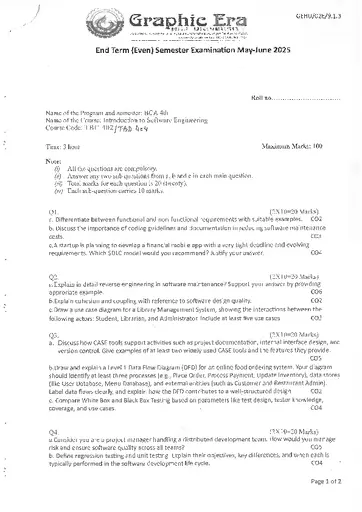 GEHU/02E/9.1.3
Graphic Era
End Term (Even) Semester Examination May-June 2025
Roll no.
Name of the Program and semester: BCA 4th
Name of the Course: Introduction to Software Engineering
Course Code: TBC 402/TBD 404
Time: 3 hour Maximum Marks: 100
Note:
(i) All the questions are compulsory.
(ii) Answer any two sub questions from a, b and c in each main question.
(iii) Total marks for each question is 20 (twenty).
(iv) Each sub-question carries 10 marks.
Q1. (2X10=20 Marks)
a. Differentiate between functional and non functional requirements with suitable examples. CO2
b. Discuss the importance of coding guidelines and documentation in reducing software maintenance
costs. CO3
c.A startup is planning to develop a financial mobile app with a very tight deadline and evolving
requirements. Which SDLC model would you recommend? Justify your answer. CO4
Q2. (2X10=20 Marks)
a.Explain in detail reverse engineering in software maintenance? Support your answer by providing
appropriate example. CO6
b.Explain cohesion and coupling with reference to software design quality. CO2
c.Draw a use case diagram for a Library Management System, showing the interactions between the
following actors: Student, Librarian, and Administrator. Include at least five use cases
Q3. (2X10=20 Marks)
a. Discuss how CASE tools support activities such as project documentation, internal interface design, and
version control. Give examples of at least two widely used CASE tools and the features they provide.
CO5
b.Draw and explain a Level 1 Data Flow Diagram (DFD) for an online food ordering system. Your diagram
should identify at least three processes (e.g., Place Order, Process Payment, Update Inventory), data stores
(like User Database, Menu Database), and external entities (such as Customer and Restaurant Admin).
Label data flows clearly, and explain how the DFD contributes to a well-structured design. CO2
c. Compare White Box and Black Box Testing based on parameters like test design, tester knowledge,
coverage, and use cases. CO4
Q4. (2X10=20 Marks)
a.Consider you are a project manager handling a distributed development team. How would you manage
risk and ensure software quality across all teams? CO5
b. Define regression testing and unit testing. Explain their objectives, key differences, and when each is
typically performed in the software development life cycle. CO4
Page 1 of 2